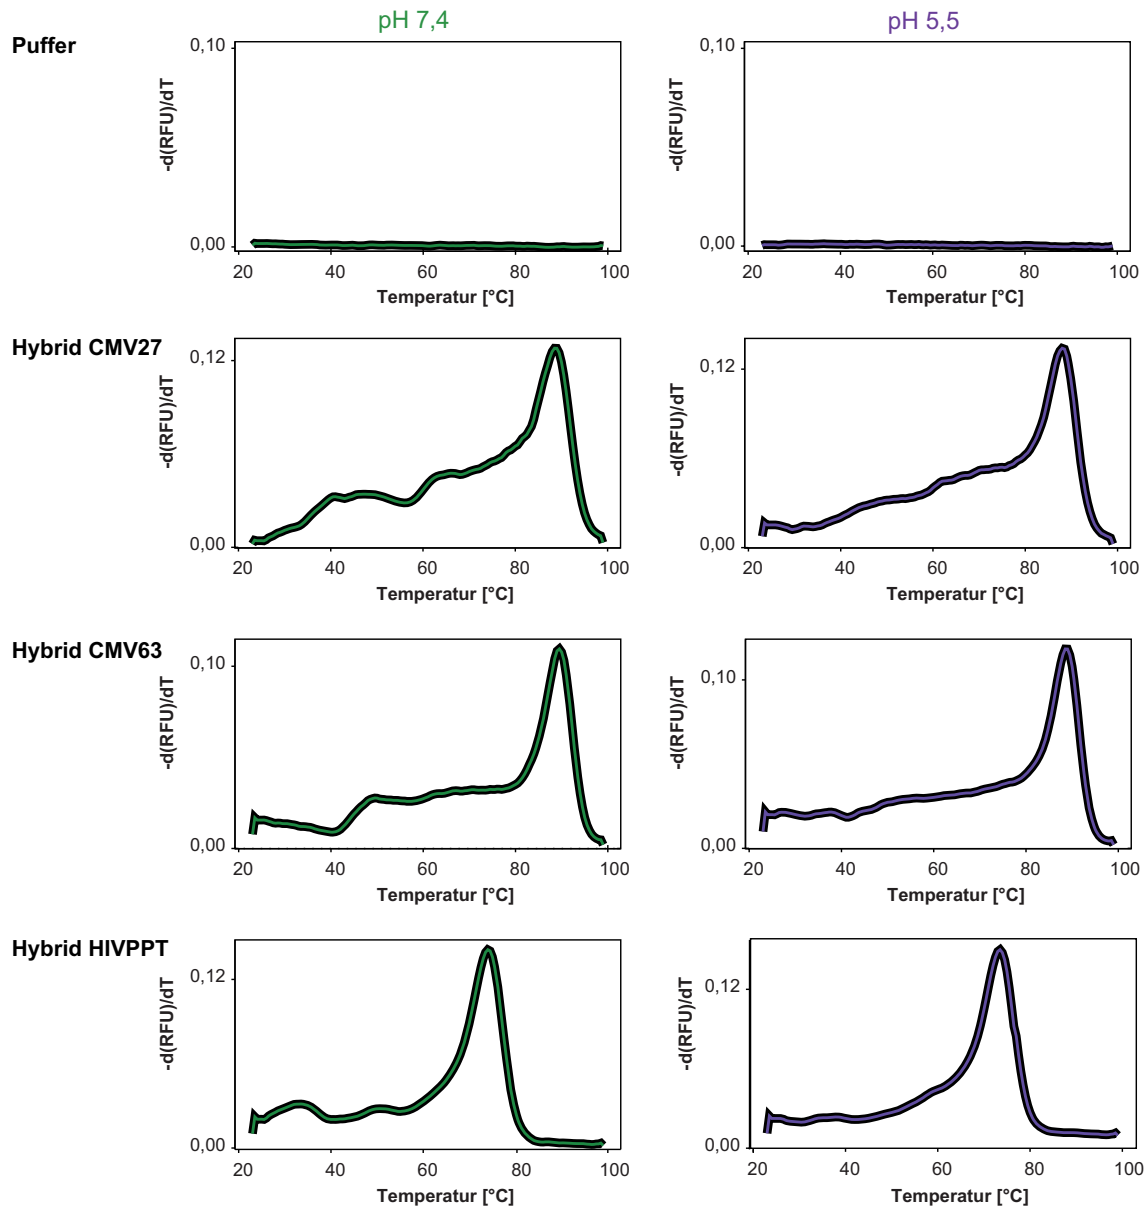 pH 7,4 pH 5,5
Puffer
0,10 0,10
-d(RFU)/dT -d(RFU)/dT
0,00 0,00
20 40 60 80 100 20 40 60 80 100
Temperatur [°C] Temperatur [°C]
Hybrid CMV27
0,12 0,12
-d(RFU)/dT -d(RFU)/dT
0,00 0,00
20 40 60 80 100 20 40 60 80 100
Temperatur [°C] Temperatur [°C]
Hybrid CMV63
0,10 0,10
-d(RFU)/dT -d(RFU)/dT
0,00 0,00
20 40 60 80 100 20 40 60 80 100
Temperatur [°C] Temperatur [°C]
Hybrid HIVPPT
0,12 0,12
-d(RFU)/dT -d(RFU)/dT
0,00 0,00
20 40 60 80 100 20 40 60 80 100
Temperatur [°C] Temperatur [°C]